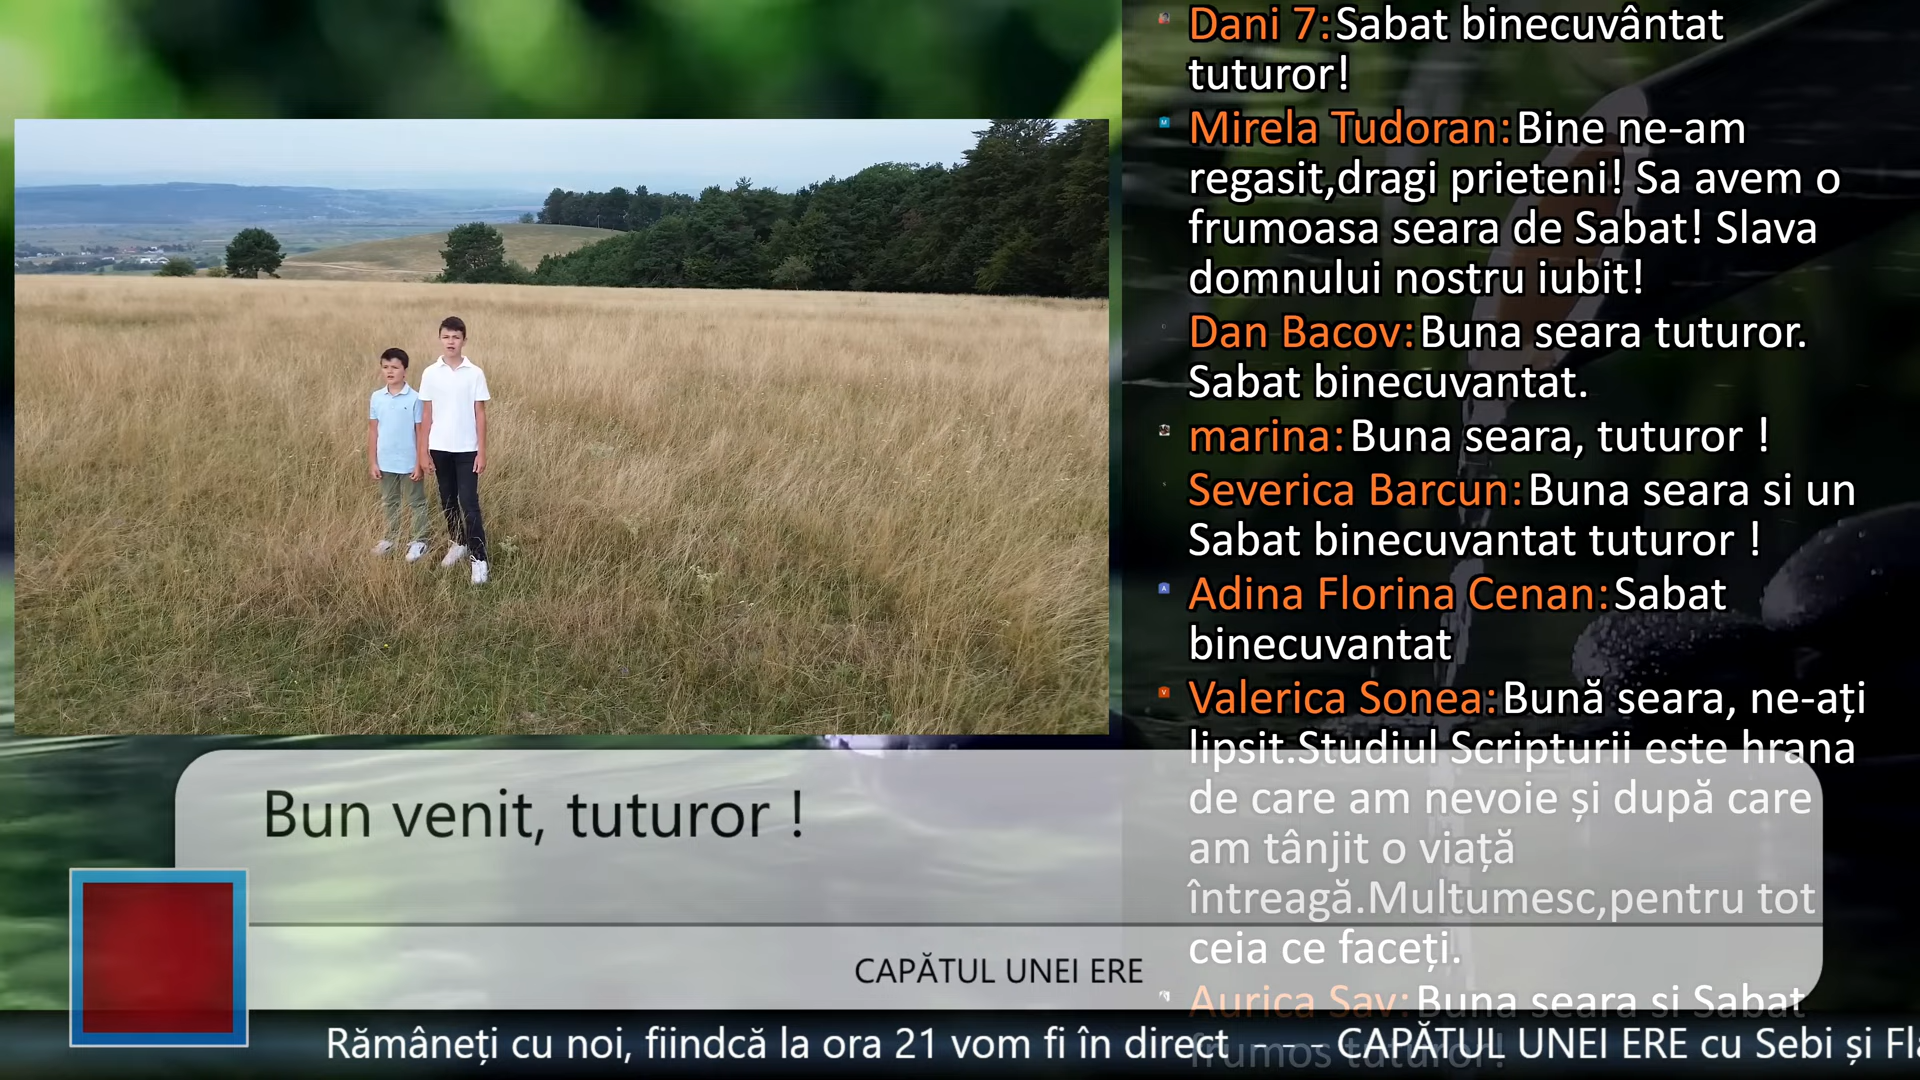 Dani 7:Sabat binecuvântat
tuturor!
Mirela Tudoran:Bine ne-am
regasit,dragi prieteni! Sa avem o
frumoasa seara de Sabat! Slava
domnului nostru iubit!
Dan Bacov:Buna seara tuturor.
Sabat binecuvantat.
marina:Buna seara, tuturor !
Severica Barcun:Buna seara si un
Sabat binecuvantat tuturor !
Adina Florina Cenan:Sabat
binecuvantat
Valerica Sonea:Bună seara, ne-ați
lipsit.Studiul Scripturii este hrana
de care am nevoie și după care
am tânjit o viață
întreagă.Multumesc,pentru tot
ceia ce faceți.
Aurica Sav:Buna seara si Sabat
frumos tuturor!
Bun venit, tuturor !
CAPĂTUL UNEI ERE
Rămâneți cu noi, fiindcă la ora 21 vom fi în direct - - - CAPĂTUL UNEI ERE cu Sebi și